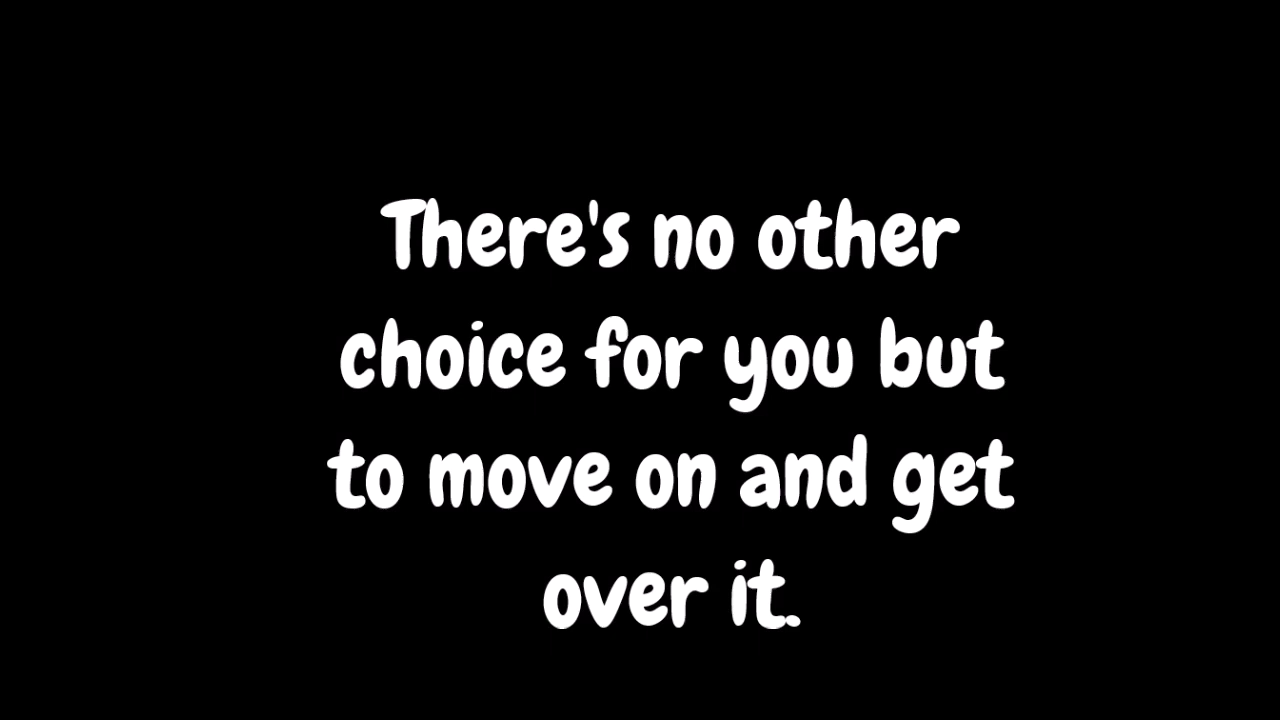 There's no other
choice for you but
to move on and get
over it.